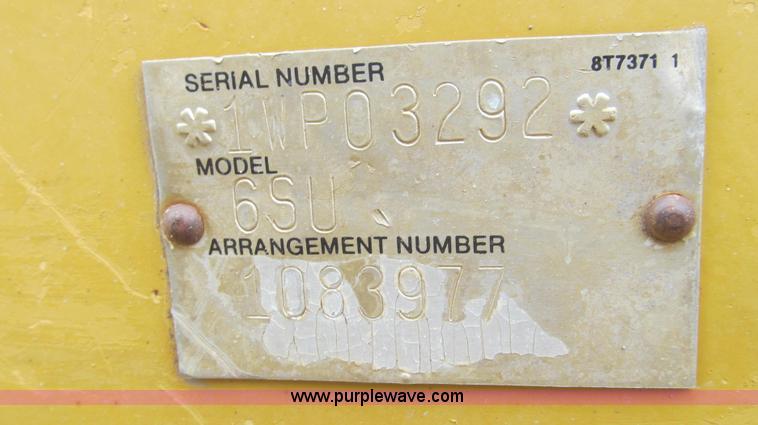 SERIAL NUMBER 8T7371 1
*1WP03292*
MODEL
6SU
ARRANGEMENT NUMBER
1083977
www.purplewave.com